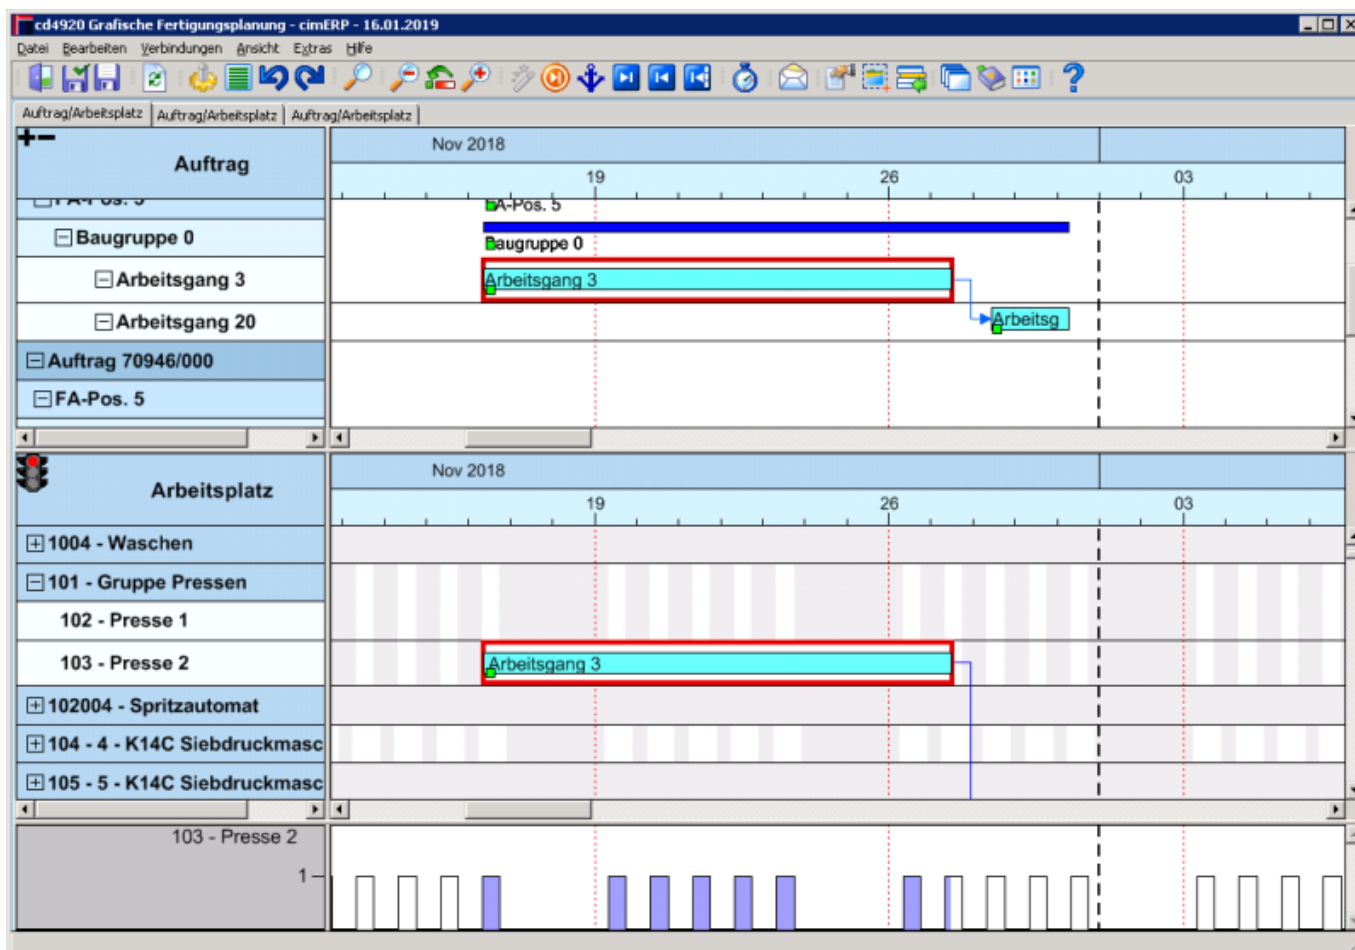 cd4920 Grafische Fertigungsplanung - cimERP - 16.01.2019
Datei Bearbeiten Verbindungen Ansicht Extras Hilfe
Auftrag/Arbeitsplatz Auftrag/Arbeitsplatz Auftrag/Arbeitsplatz
Auftrag
Nov 2018
19 26 03
FA-Pos. 5
FA-Pos. 5
Baugruppe 0
Baugruppe 0
Arbeitsgang 3
Arbeitsgang 3
Arbeitsgang 20
Arbeitsg
Auftrag 70946/000
FA-Pos. 5
Arbeitsplatz
Nov 2018
19 26 03
1004 - Waschen
101 - Gruppe Pressen
102 - Presse 1
103 - Presse 2
Arbeitsgang 3
102004 - Spritzautomat
104 - 4 - K14C Siebdruckmasc
105 - 5 - K14C Siebdruckmasc
103 - Presse 2
1